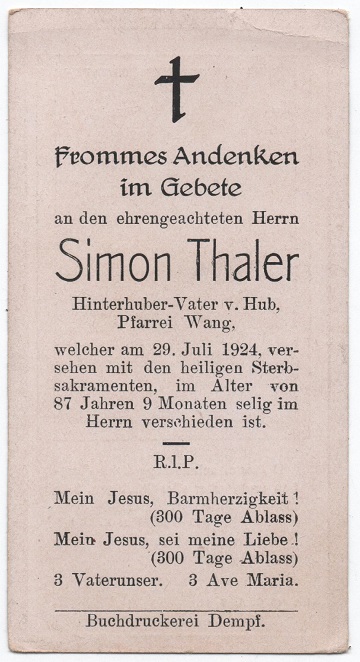 Frommes Andenken
im Gebete
an den ehrengeachteten Herrn
Simon Thaler
Hinterhuber-Vater v. Hub,
Pfarrei Wang,
welcher am 29. Juli 1924, ver-
sehen mit den heiligen Sterb-
sakramenten, im Alter von
87 Jahren 9 Monaten selig im
Herrn verschieden ist.
R.I.P.
Mein Jesus, Barmherzigkeit!
(300 Tage Ablass)
Mein Jesus, sei meine Liebe!
(300 Tage Ablass)
3 Vaterunser. 3 Ave Maria.
Buchdruckerei Dempf.